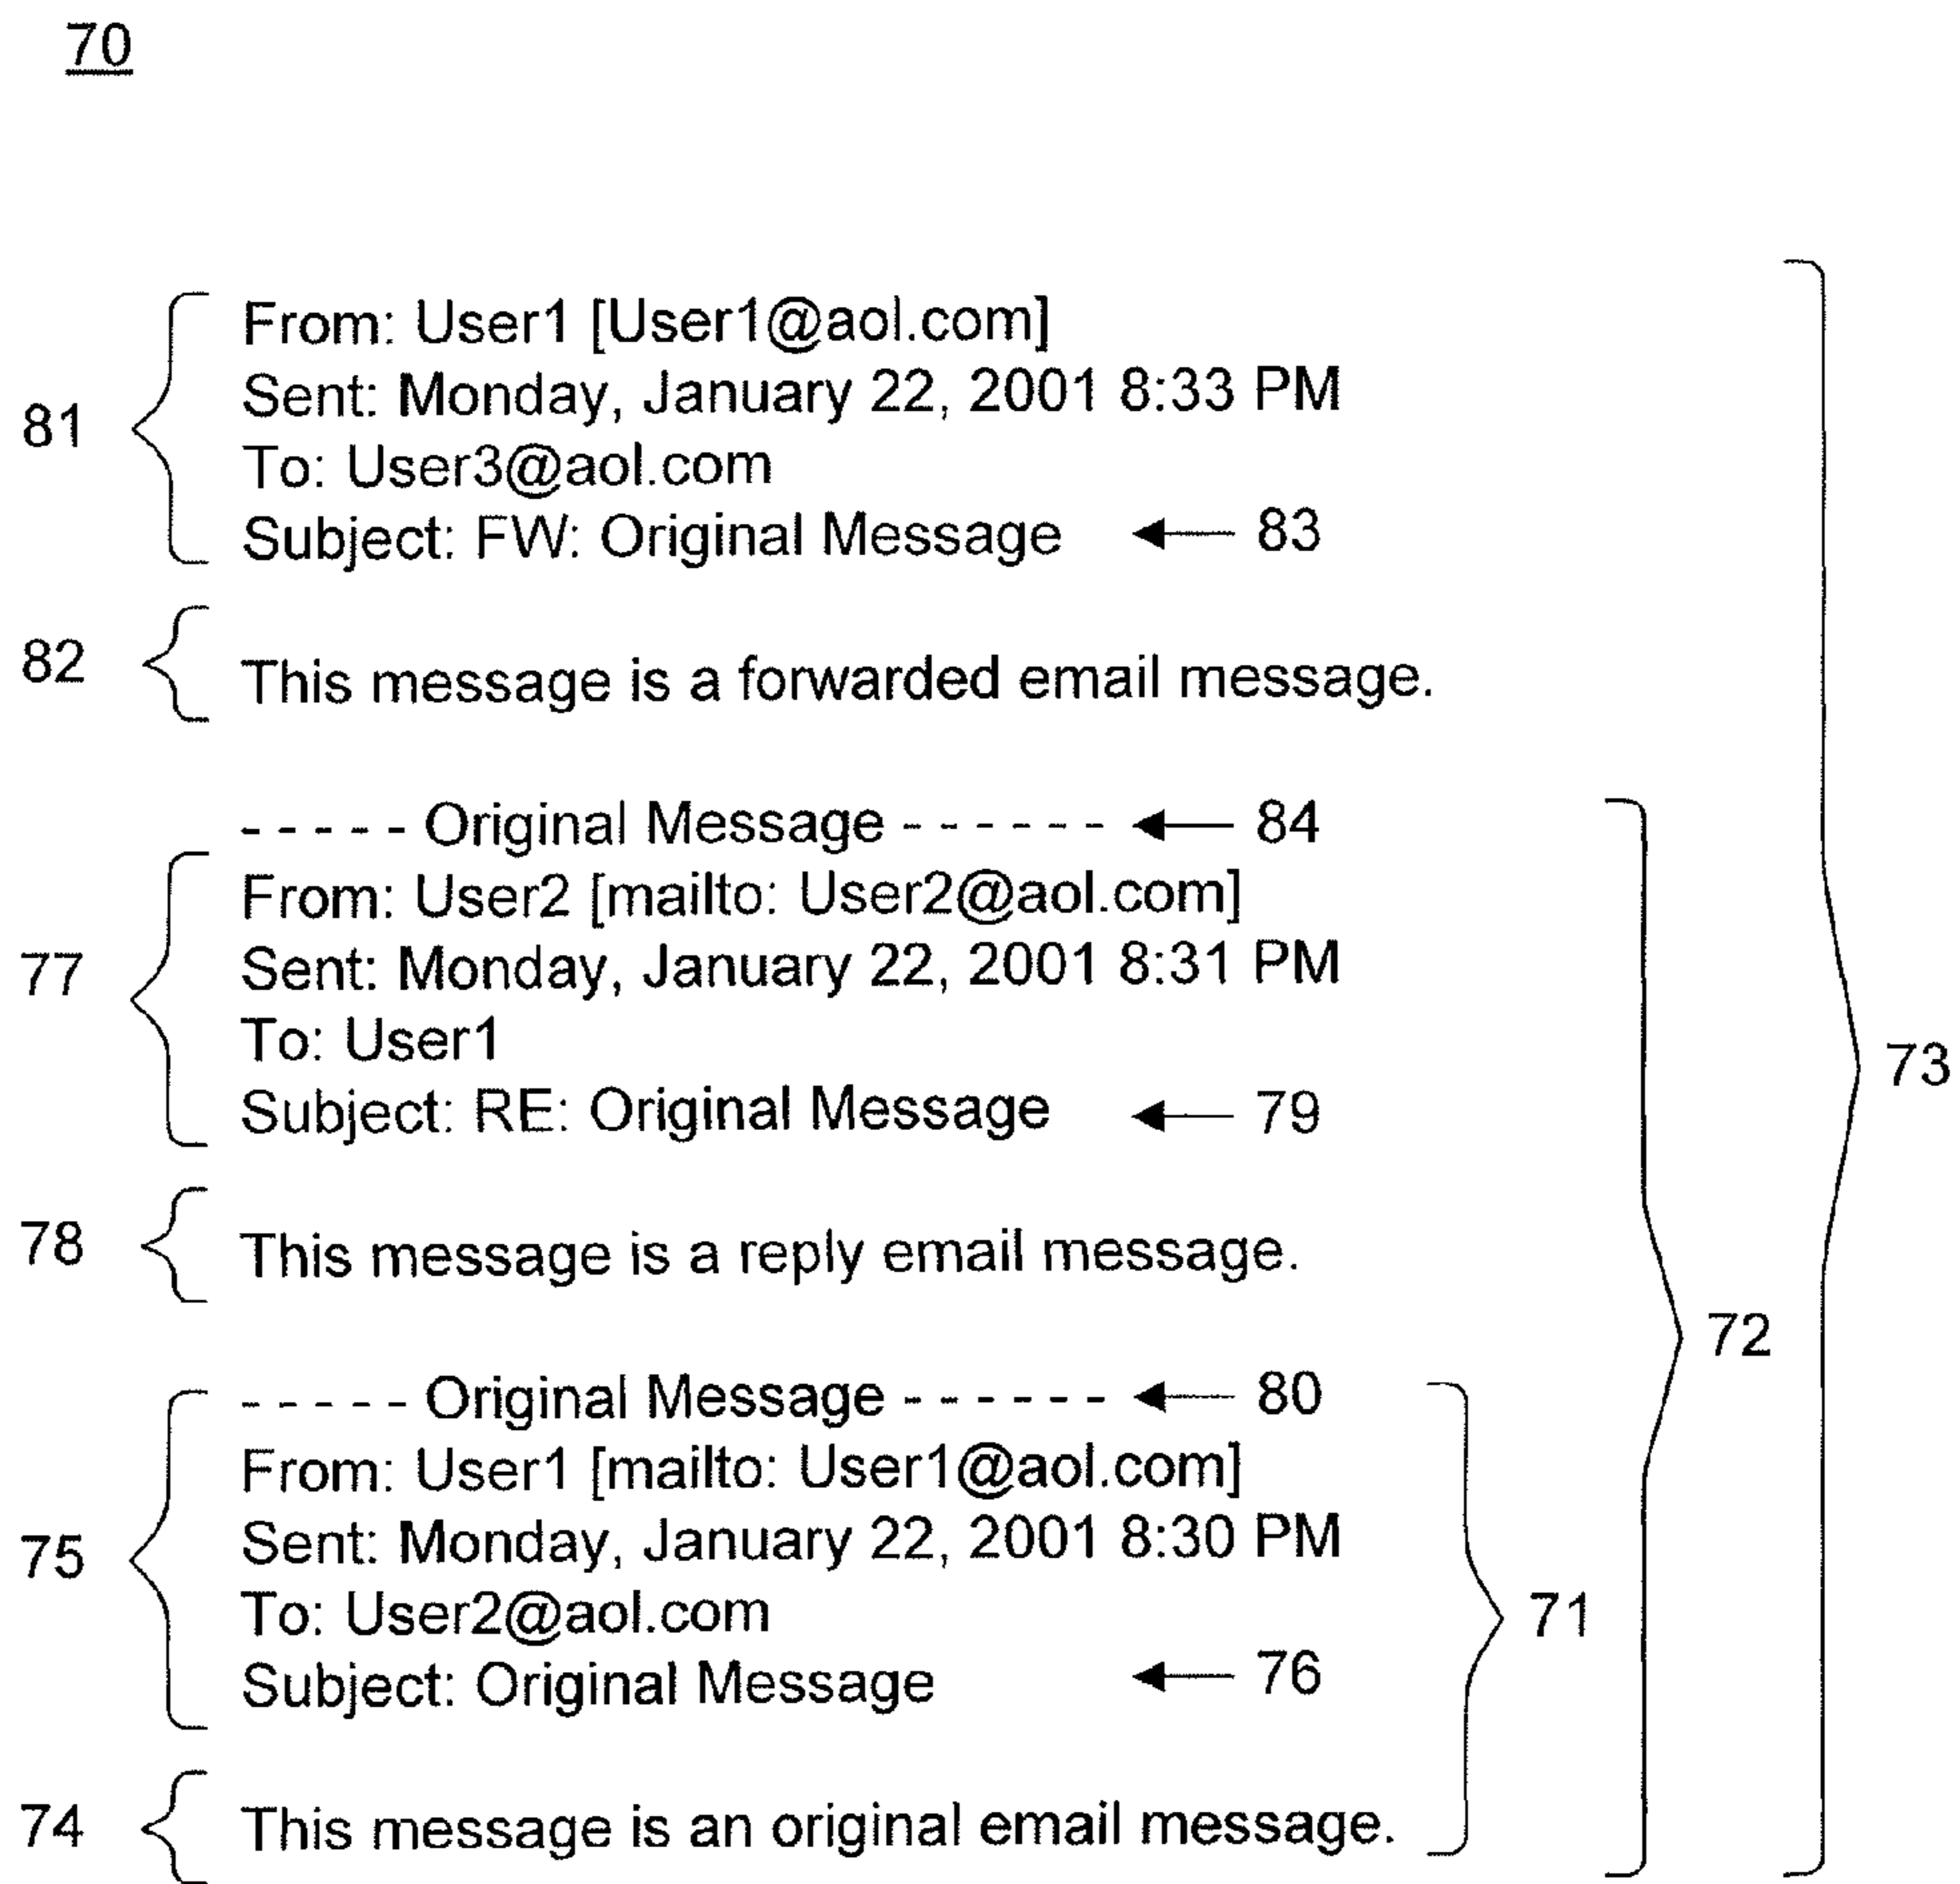 70
From: User1 [User1@aol.com]
Sent: Monday, January 22, 2001 8:33 PM
81
To: User3@aol.com
Subject: FW: Original Message 83
82 This message is a forwarded email message.
- - - - - Original Message - - - - - - 84
From: User2 [mailto: User2@aol.com]
77 Sent: Monday, January 22, 2001 8:31 PM
To: User1
73
Subject: RE: Original Message 79
78 This message is a reply email message.
72
- - - - - Original Message - - - - - - 80
From: User1 [mailto: User1@aol.com]
75 Sent: Monday, January 22, 2001 8:30 PM
To: User2@aol.com 71
Subject: Original Message 76
74 This message is an original email message.